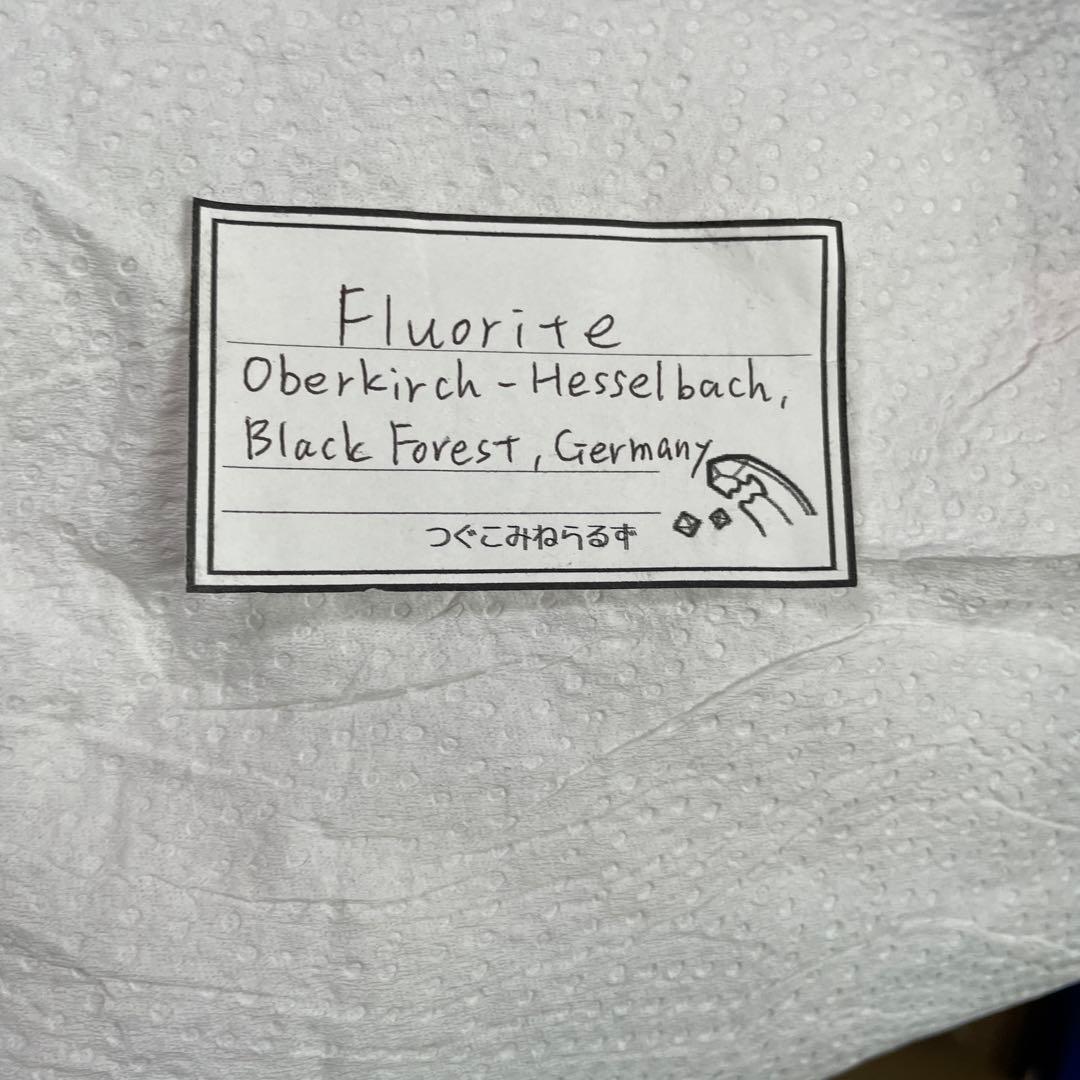 Fluorite
Oberkirch - Hesselbach,
Black Forest, Germany
つぐこみねらるず